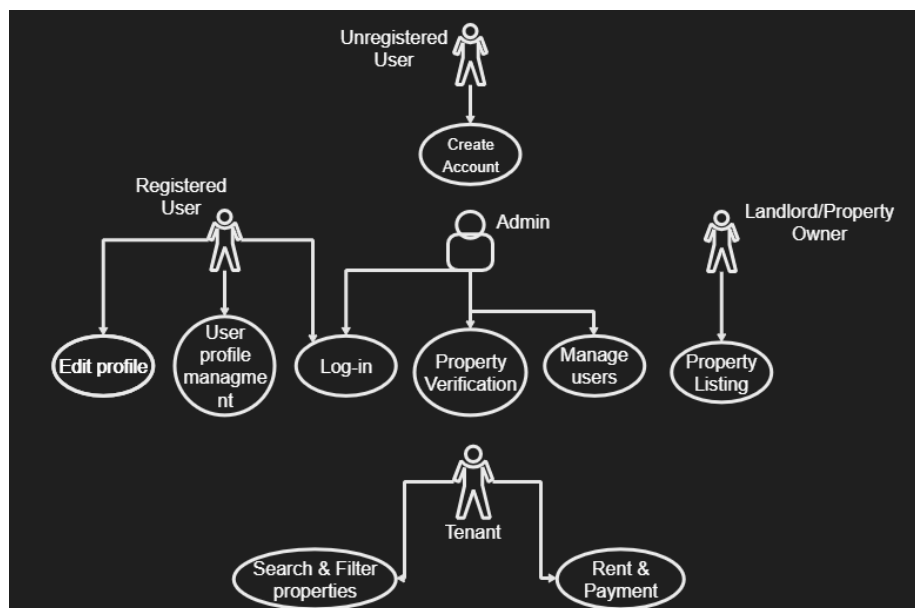 Unregistered
User
Create
Account
Registered
User
Admin
Landlord/Property
Owner
Edit profile
User
profile
managme
nt
Log-in
Property
Verification
Manage
users
Property
Listing
Tenant
Search & Filter
properties
Rent &
Payment